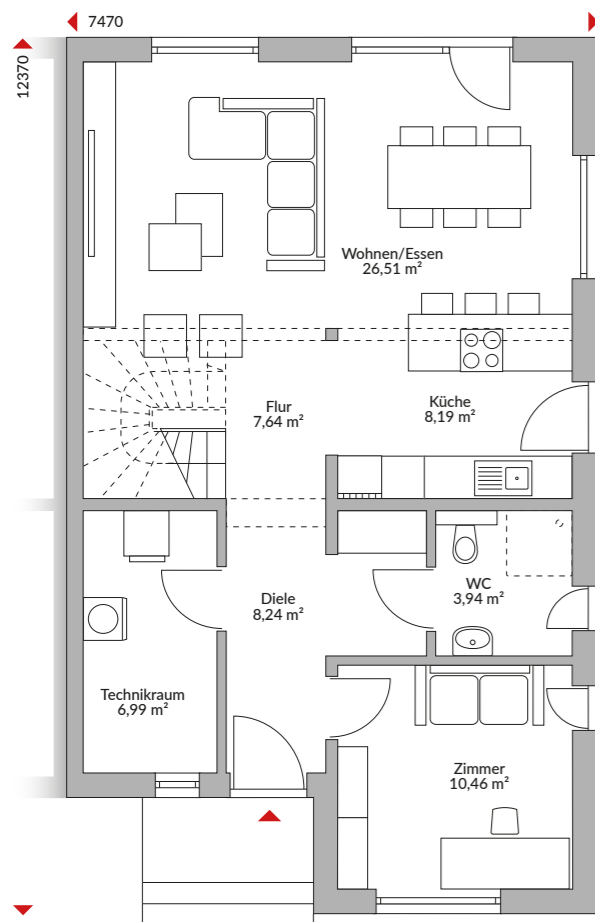 7470
12370
Wohnen/Essen
26,51 m²
Flur
7,64 m²
Küche
8,19 m²
Diele
8,24 m²
WC
3,94 m²
Technikraum
6,99 m²
Zimmer
10,46 m²